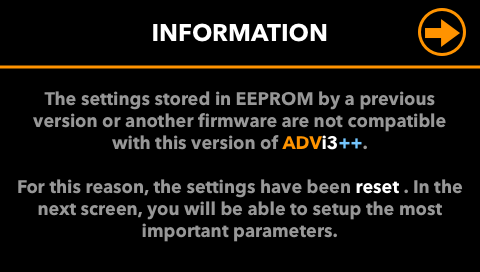 INFORMATION
The settings stored in EEPROM by a previous
version or another firmware are not compatible
with this version of ADVi3++.
For this reason, the settings have been reset . In the
next screen, you will be able to setup the most
important parameters.